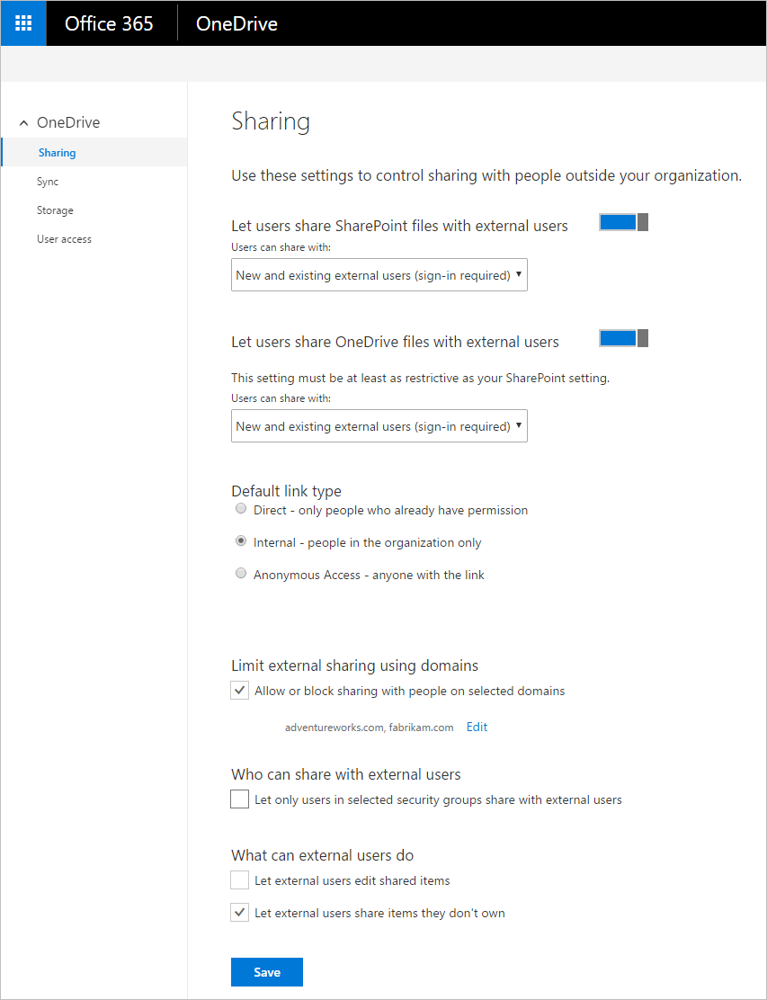 Office 365
OneDrive
OneDrive
Sharing
Sync
Storage
User access
Sharing
Use these settings to control sharing with people outside your organization.
Let users share SharePoint files with external users
Users can share with:
New and existing external users (sign-in required)
Let users share OneDrive files with external users
This setting must be at least as restrictive as your SharePoint setting.
Users can share with:
New and existing external users (sign-in required)
Default link type
Direct - only people who already have permission
Internal - people in the organization only
Anonymous Access - anyone with the link
Limit external sharing using domains
Allow or block sharing with people on selected domains
adventureworks.com, fabrikam.com Edit
Who can share with external users
Let only users in selected security groups share with external users
What can external users do
Let external users edit shared items
Let external users share items they don't own
Save